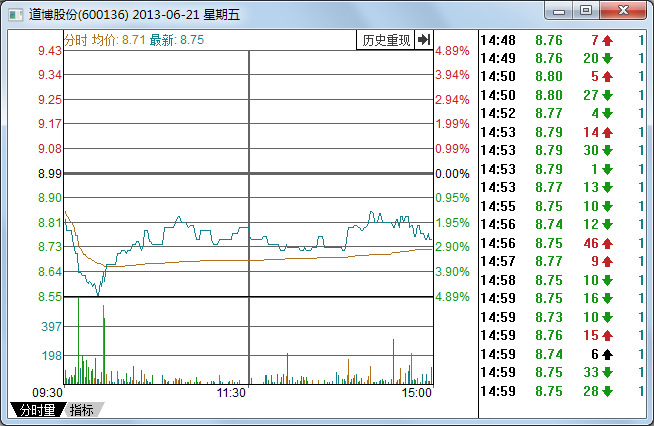 道博股份(600136) 2013-06-21 星期五
分时 均价: 8.71 最新: 8.75
历史重现
9.43 4.89%
9.34 3.94%
9.25 2.94%
9.17 1.99%
9.08 0.99%
8.99 0.00%
8.90 0.95%
8.81 1.95%
8.73 2.90%
8.64 3.90%
8.55 4.89%
397
198
09:30 11:30 15:00
分时量 指标
14:48 8.76 7 1
14:49 8.76 20 1
14:50 8.80 5 1
14:50 8.80 27 1
14:52 8.77 4 1
14:53 8.79 14 1
14:53 8.79 30 1
14:53 8.79 1 1
14:53 8.77 13 1
14:55 8.75 10 1
14:56 8.74 12 1
14:56 8.75 46 1
14:57 8.77 9 1
14:58 8.75 10 1
14:59 8.75 16 1
14:59 8.73 10 1
14:59 8.76 15 1
14:59 8.74 6 1
14:59 8.75 33 1
14:59 8.75 28 1